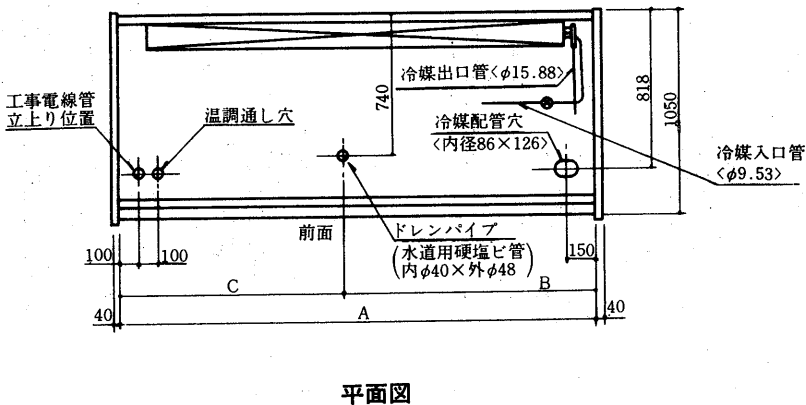 冷媒出口管<φ15.88>
740
818
1050
工事電線管
立上り位置
温調通し穴
冷媒配管穴
<内径86×126>
冷媒入口管
<φ9.53>
前面
ドレンパイプ
(水道用硬塩ビ管
内φ40×外φ48)
100
100
150
C
B
40
A
40
平面図